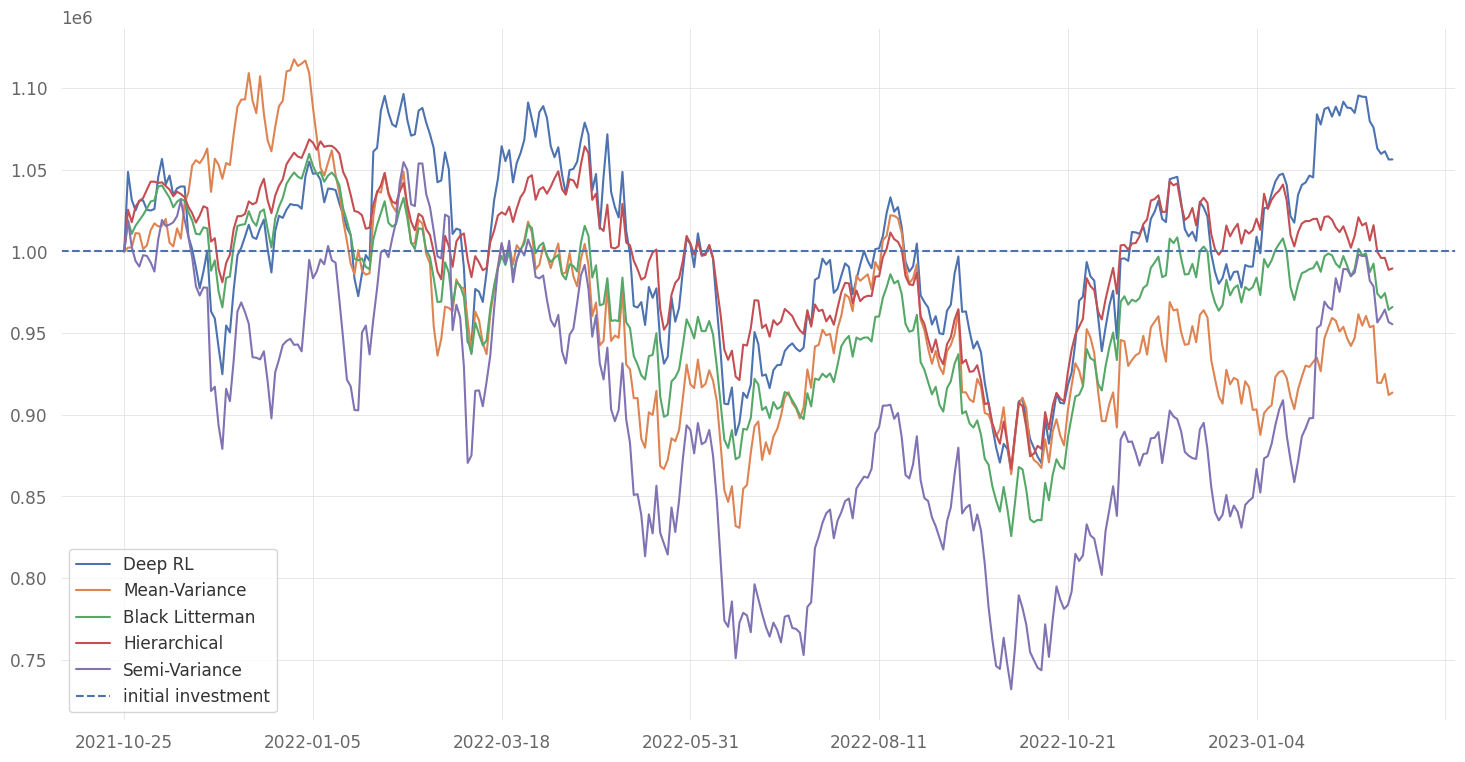 1e6
1.10
1.05
1.00
0.95
0.90
0.85
0.80
0.75
Deep RL
Mean-Variance
Black Litterman
Hierarchical
Semi-Variance
initial investment
2021-10-25 2022-01-05 2022-03-18 2022-05-31 2022-08-11 2022-10-21 2023-01-04